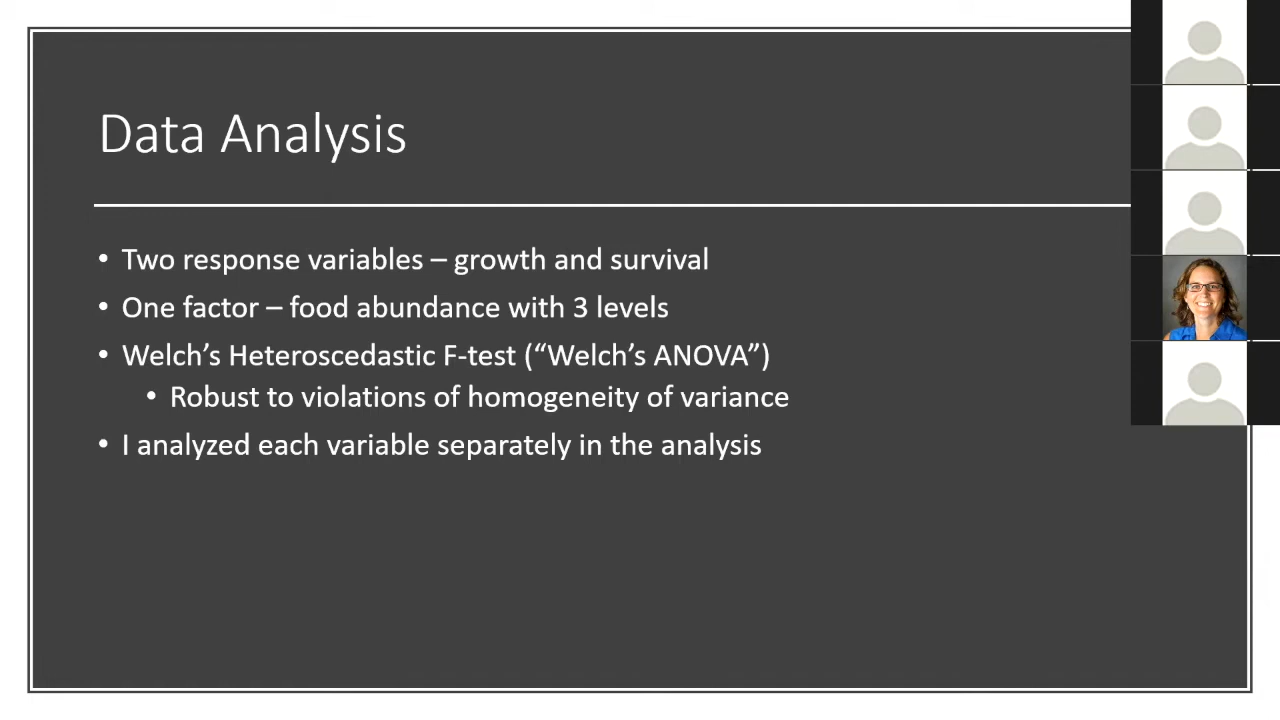 Data Analysis
• Two response variables – growth and survival
• One factor – food abundance with 3 levels
• Welch’s Heteroscedastic F-test (“Welch’s ANOVA”)
• Robust to violations of homogeneity of variance
• I analyzed each variable separately in the analysis